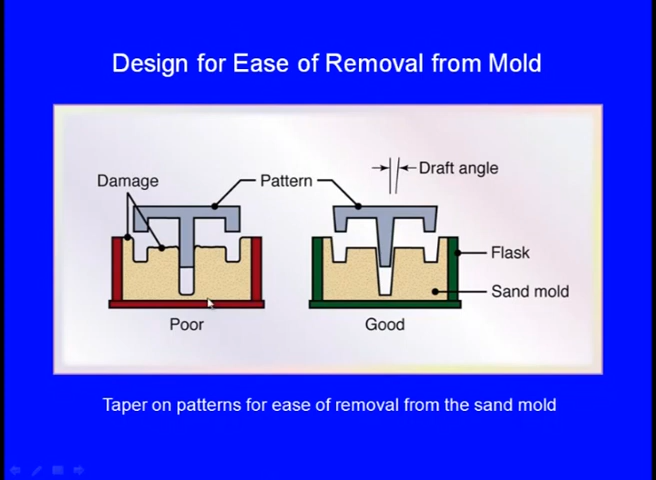 Design for Ease of Removal from Mold
Draft angle
Damage
Pattern
Flask
Sand mold
Poor
Good
Taper on patterns for ease of removal from the sand mold